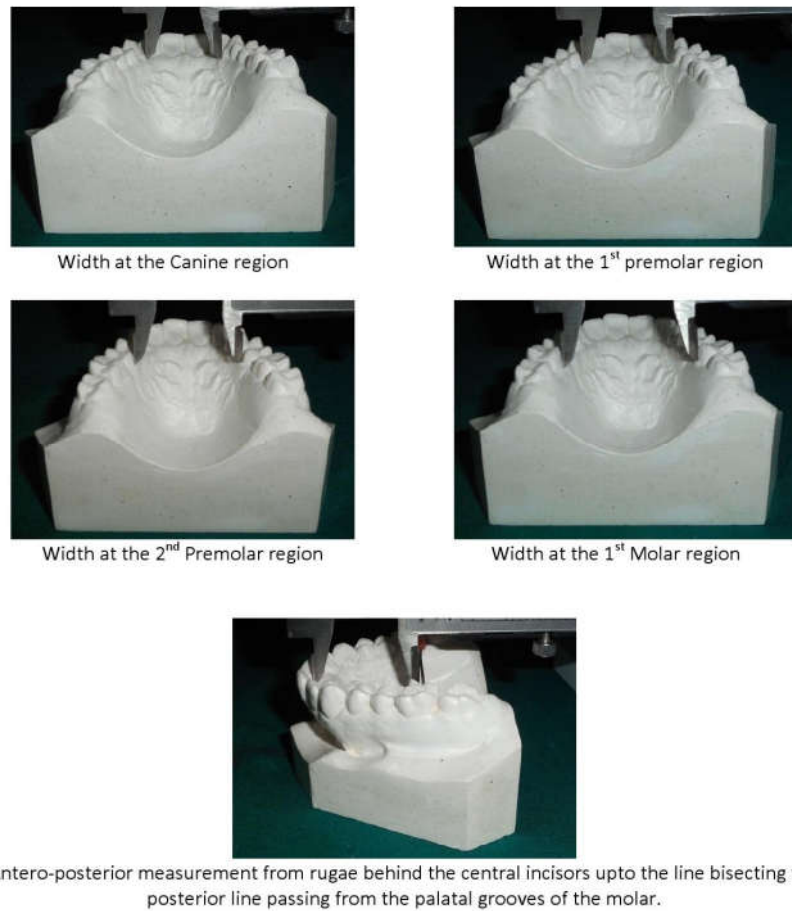 Width at the Canine region
Width at the 1st premolar region
Width at the 2nd Premolar region
Width at the 1st Molar region
ntero-posterior measurement from rugae behind the central incisors upto the line bisecting
posterior line passing from the palatal grooves of the molar.